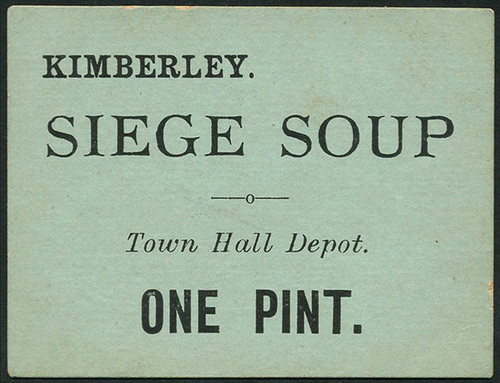 KIMBERLEY.
SIEGE SOUP
—o—
Town Hall Depot.
ONE PINT.